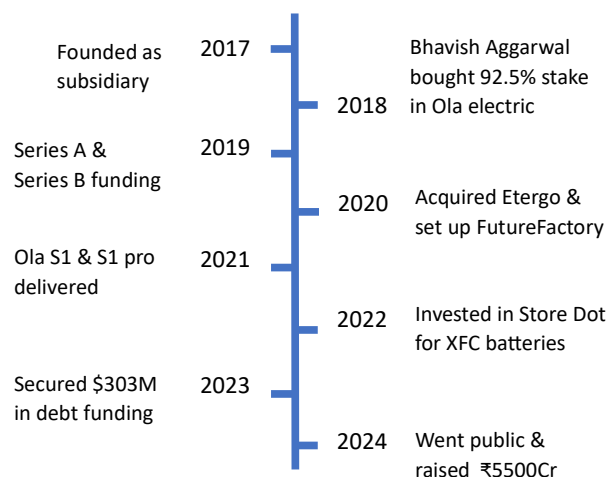 2017
Founded as
subsidiary
2018
Bhavish Aggarwal
bought 92.5% stake
in Ola electric
2019
Series A &
Series B funding
2020
Acquired Etergo &
set up FutureFactory
2021
Ola S1 & S1 pro
delivered
2022
Invested in Store Dot
for XFC batteries
2023
Secured $303M
in debt funding
2024
Went public &
raised ₹5500Cr